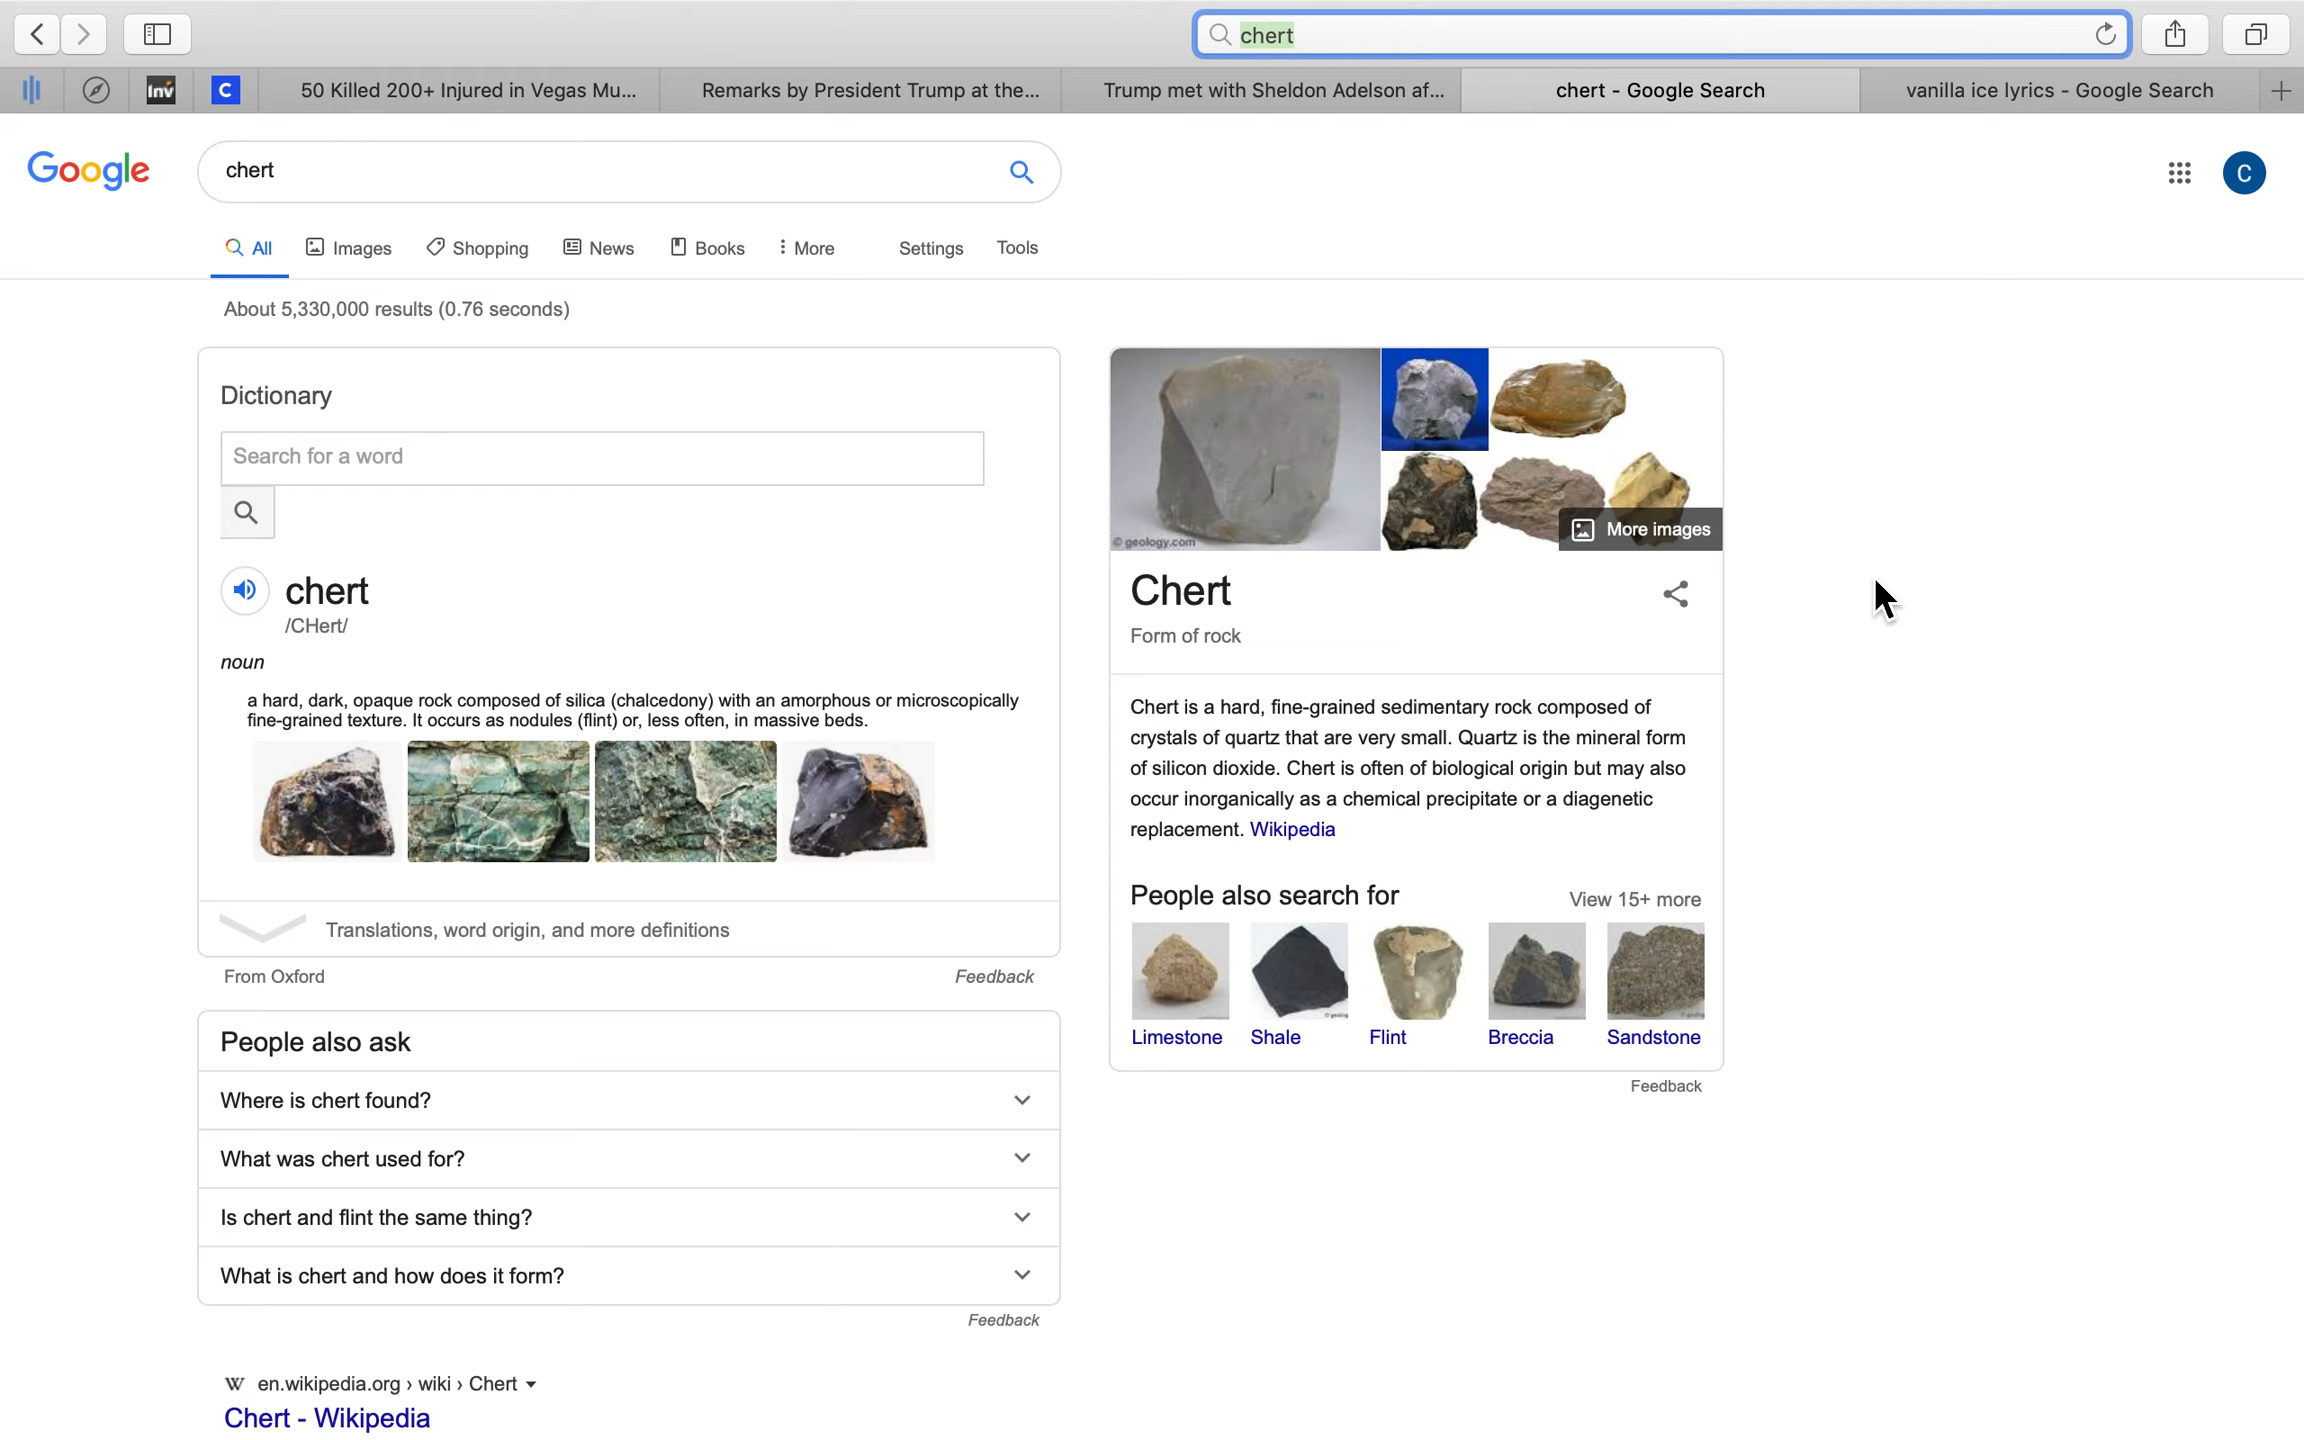 chert
Inv
C
50 Killed 200+ Injured in Vegas Mu...
Remarks by President Trump at the...
Trump met with Sheldon Adelson af...
chert - Google Search
vanilla ice lyrics - Google Search
Google
chert
C
All
Images
Shopping
News
Books
More
Settings
Tools
About 5,330,000 results (0.76 seconds)
Dictionary
Search for a word
chert
/CHert/
noun
a hard, dark, opaque rock composed of silica (chalcedony) with an amorphous or microscopically
fine-grained texture. It occurs as nodules (flint) or, less often, in massive beds.
Translations, word origin, and more definitions
From Oxford
Feedback
People also ask
Where is chert found?
What was chert used for?
Is chert and flint the same thing?
What is chert and how does it form?
Feedback
W en.wikipedia.org › wiki › Chert
Chert - Wikipedia
© geology.com
More images
Chert
Form of rock
Chert is a hard, fine-grained sedimentary rock composed of
crystals of quartz that are very small. Quartz is the mineral form
of silicon dioxide. Chert is often of biological origin but may also
occur inorganically as a chemical precipitate or a diagenetic
replacement. Wikipedia
People also search for
View 15+ more
Limestone
Shale
Flint
Breccia
Sandstone
Feedback